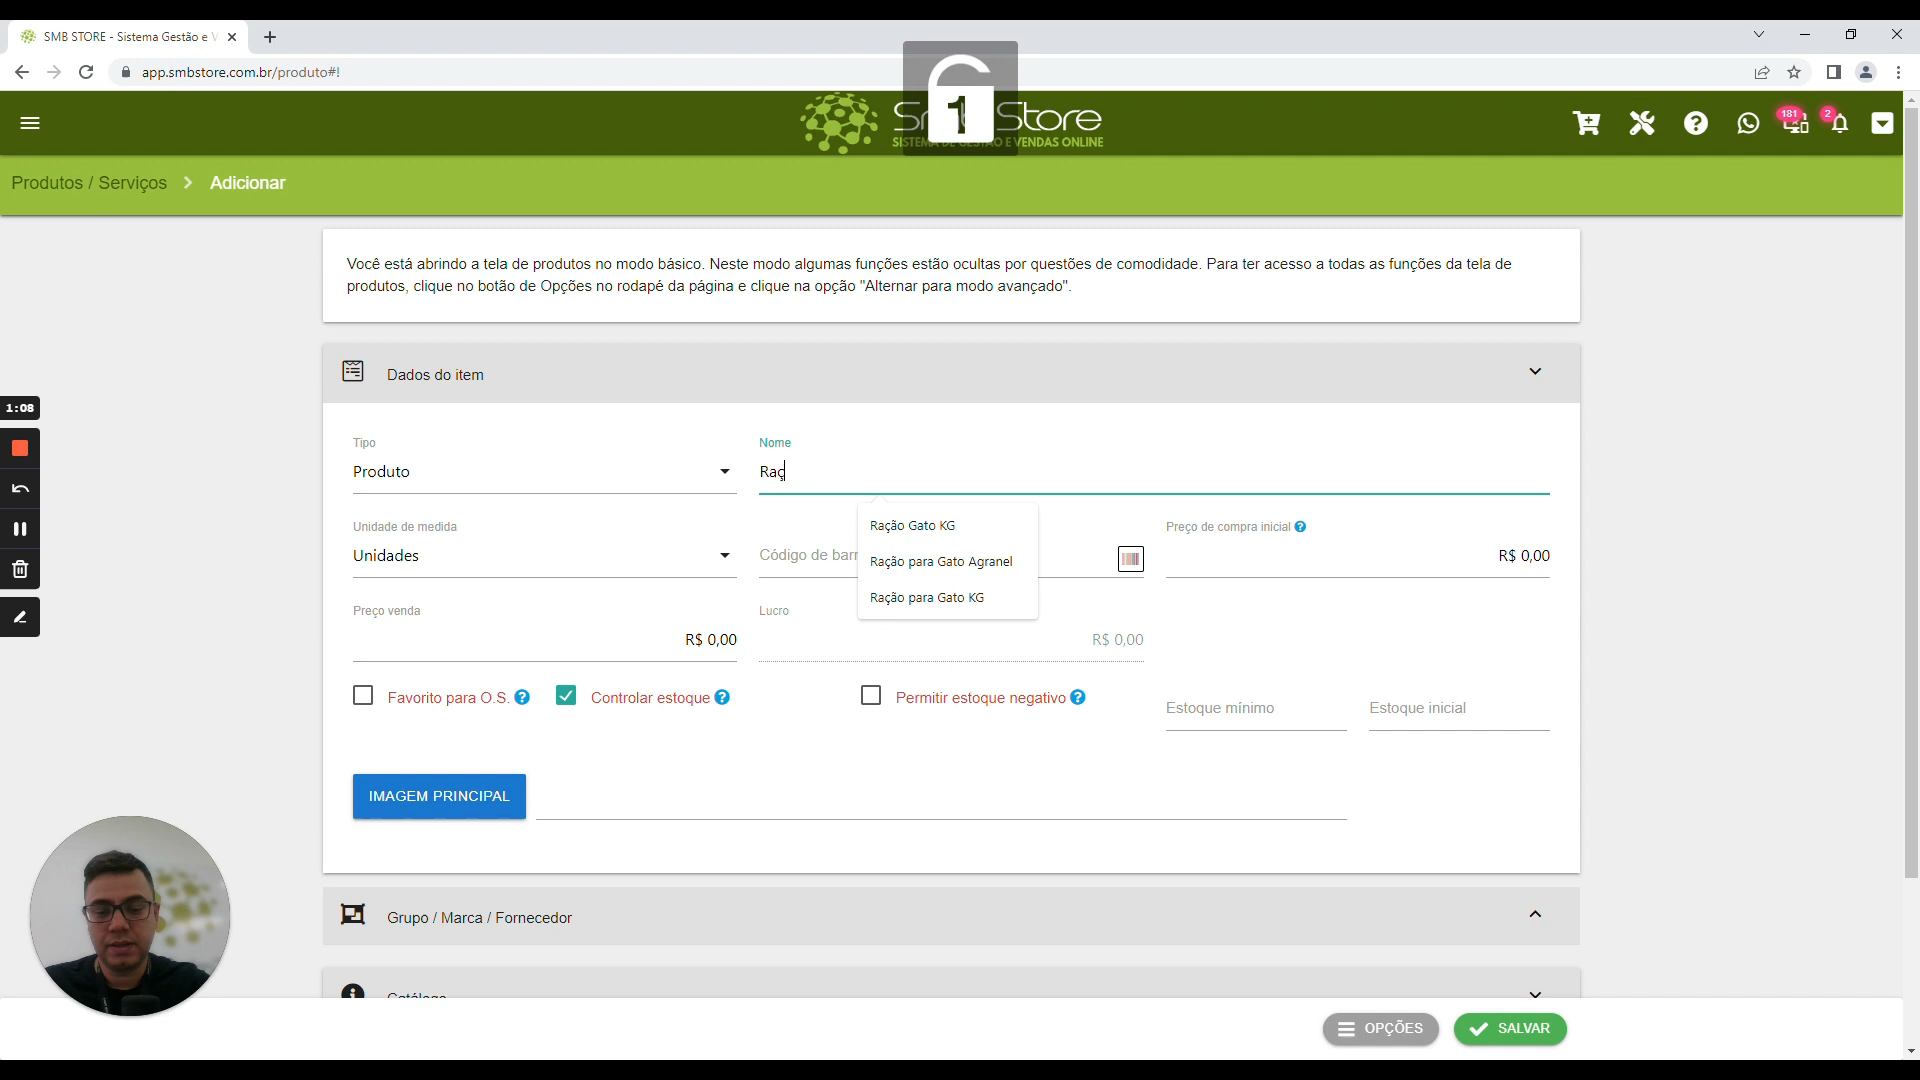 SMB STORE - Sistema Gestão e V
app.smbstore.com.br/produto#!
1
Store
E VENDAS ONLINE
181
2
Produtos / Serviços > Adicionar
Você está abrindo a tela de produtos no modo básico. Neste modo algumas funções estão ocultas por questões de comodidade. Para ter acesso a todas as funções da tela de
produtos, clique no botão de Opções no rodapé da página e clique na opção "Alternar para modo avançado".
Dados do item
1:08
Tipo
Nome
Produto
Raç
Unidade de medida
Ração Gato KG
Preço de compra inicial
Unidades
Código de barr
Ração para Gato Agranel
R$ 0,00
Ração para Gato KG
Preço venda
Lucro
R$ 0,00
R$ 0,00
Favorito para O.S.
Controlar estoque
Permitir estoque negativo
Estoque mínimo
Estoque inicial
IMAGEM PRINCIPAL
Grupo / Marca / Fornecedor
Catálogo
OPÇÕES
SALVAR